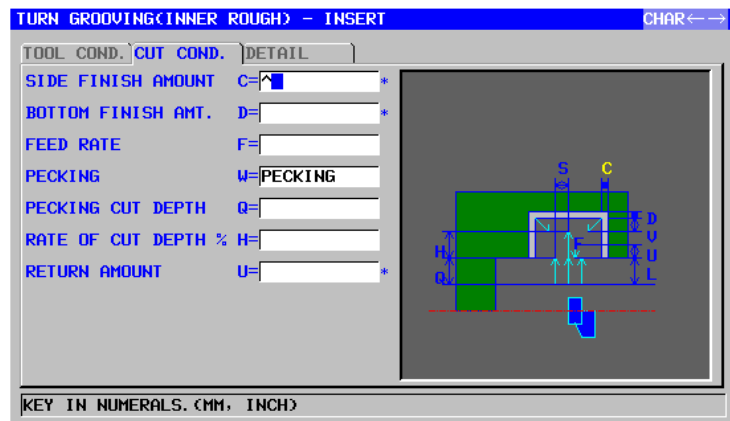 TURN GROOVING(INNER ROUGH) - INSERT CHAR←→
TOOL COND. CUT COND. DETAIL
SIDE FINISH AMOUNT C=^ *
BOTTOM FINISH AMT. D= *
FEED RATE F=
PECKING W=PECKING
PECKING CUT DEPTH Q=
RATE OF CUT DEPTH % H=
RETURN AMOUNT U= *
S C
D
V
F
H U
Q L
KEY IN NUMERALS.(MM, INCH)